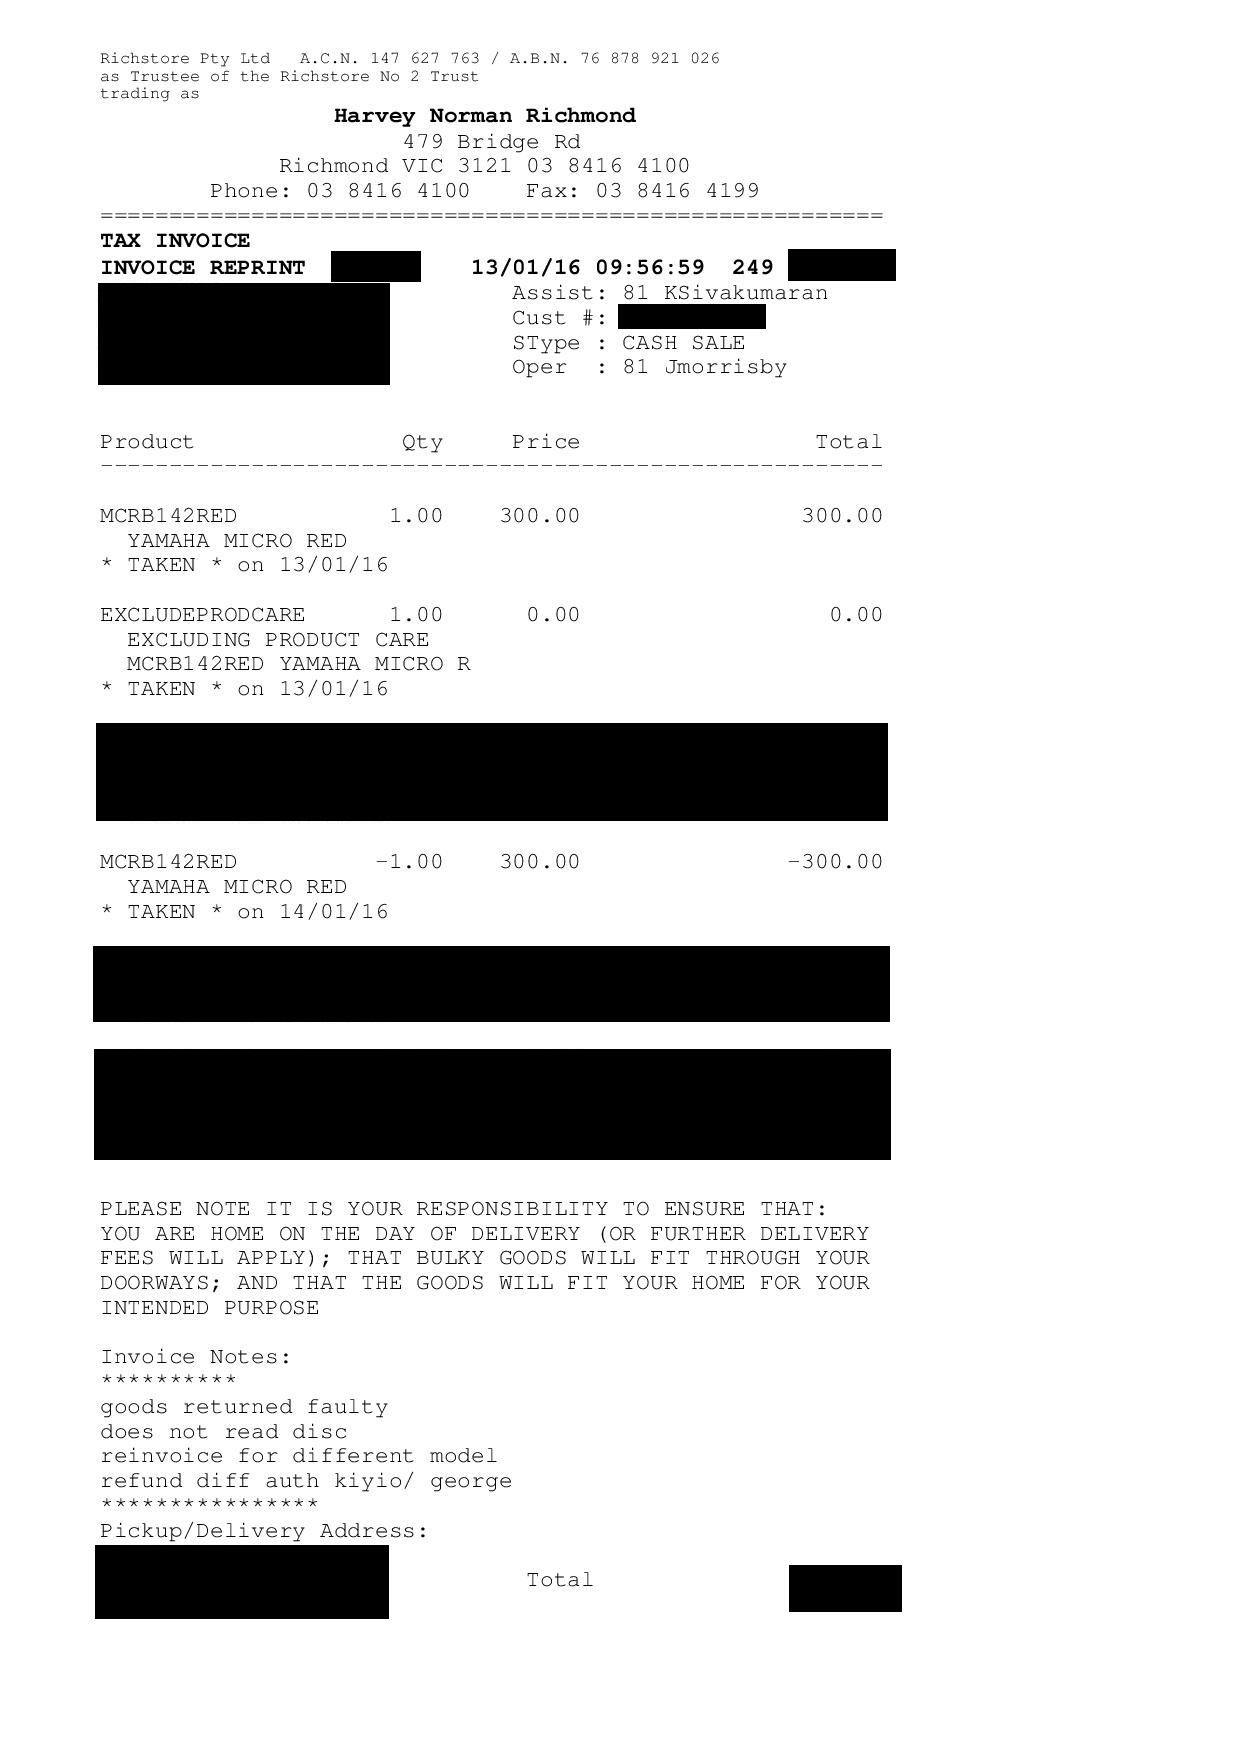 Richstore Pty Ltd   A.C.N. 147 627 763 / A.B.N. 76 878 921 026
as Trustee of the Richstore No 2 Trust
trading as
Harvey Norman Richmond
479 Bridge Rd
Richmond VIC 3121 03 8416 4100
Phone: 03 8416 4100    Fax: 03 8416 4199
=========================================================
TAX INVOICE
INVOICE REPRINT    13/01/16 09:56:59  249
Assist: 81 KSivakumaran
Cust #:
SType : CASH SALE
Oper  : 81 Jmorrisby
Product               Qty     Price                 Total
---------------------------------------------------------
MCRB142RED           1.00    300.00                300.00
YAMAHA MICRO RED
* TAKEN * on 13/01/16
EXCLUDEPRODCARE      1.00      0.00                  0.00
EXCLUDING PRODUCT CARE
MCRB142RED YAMAHA MICRO R
* TAKEN * on 13/01/16
MCRB142RED          -1.00    300.00               -300.00
YAMAHA MICRO RED
* TAKEN * on 14/01/16
PLEASE NOTE IT IS YOUR RESPONSIBILITY TO ENSURE THAT:
YOU ARE HOME ON THE DAY OF DELIVERY (OR FURTHER DELIVERY
FEES WILL APPLY); THAT BULKY GOODS WILL FIT THROUGH YOUR
DOORWAYS; AND THAT THE GOODS WILL FIT YOUR HOME FOR YOUR
INTENDED PURPOSE
Invoice Notes:
**********
goods returned faulty
does not read disc
reinvoice for different model
refund diff auth kiyio/ george
****************
Pickup/Delivery Address:
Total